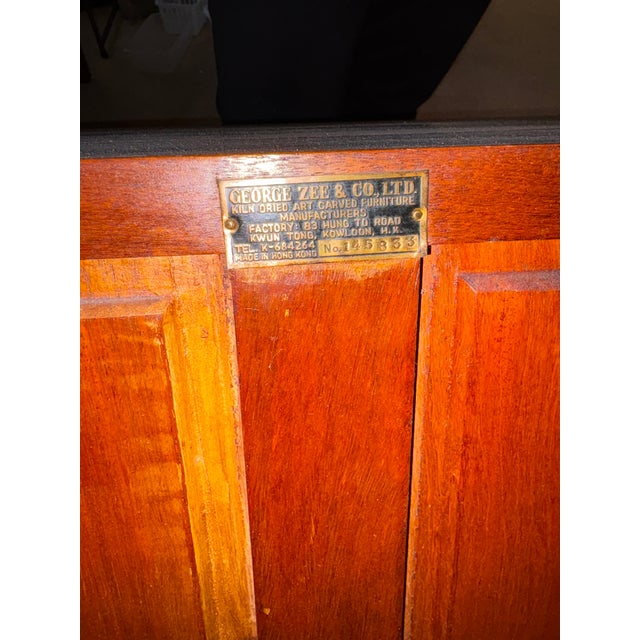 GEORGE ZEE & CO. LTD.
KILN DRIED ART CARVED FURNITURE
MANUFACTURERS
FACTORY: 83 HUNG TO ROAD
KWUN TONG, KOWLOON, H.K.
TEL. K-684264
MADE IN HONG KONG No. 145333